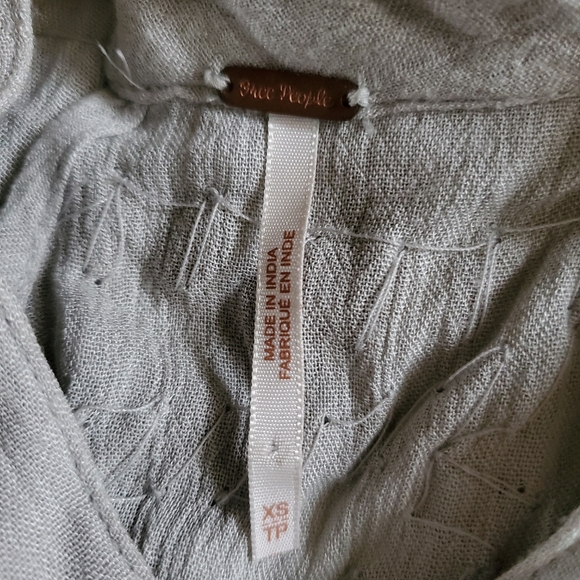 Free People
MADE IN INDIA
FABRIQUÉ EN INDE
XS
TP